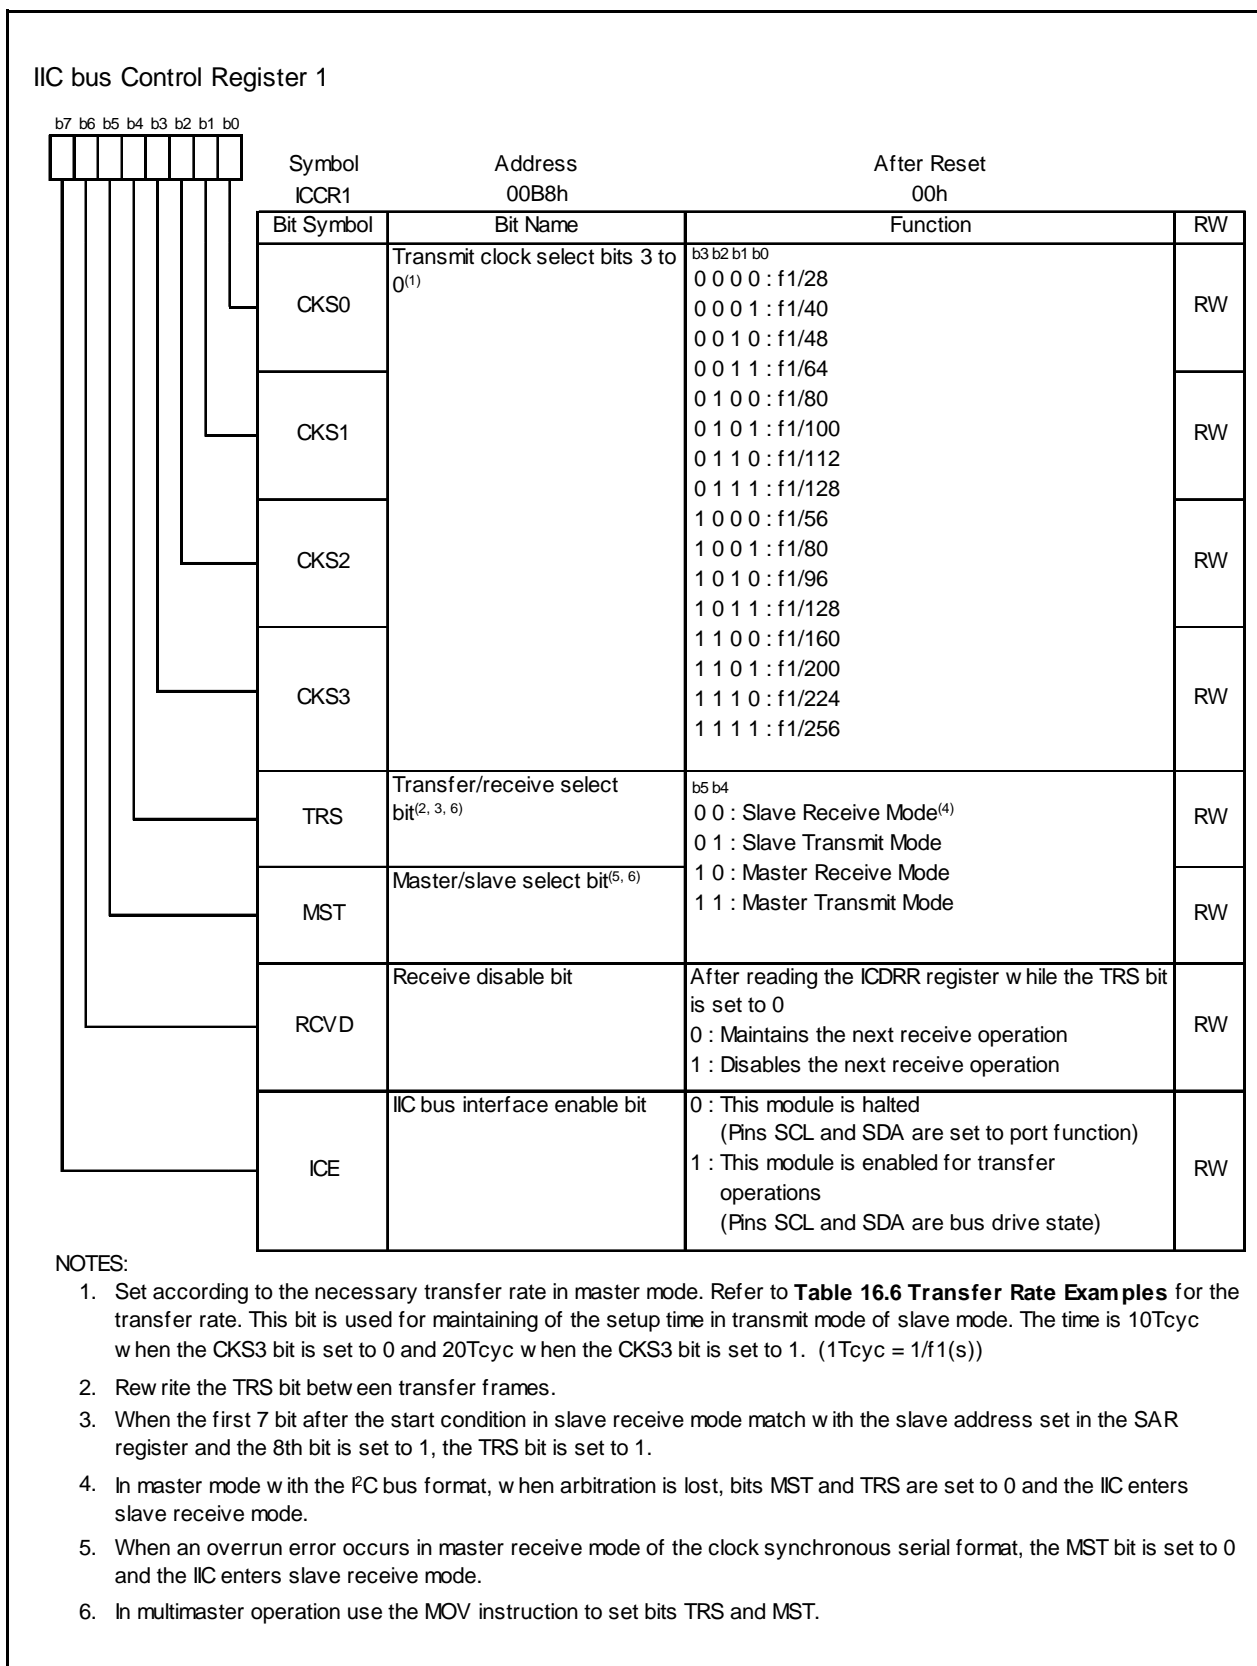 IIC bus Control Register 1
b7 b6 b5 b4 b3 b2 b1 b0
Symbol Address After Reset
ICCR1 00B8h 00h
Bit Symbol Bit Name Function RW
CKS0 RW
Transmit clock select bits 3 to
0(1)
b3 b2 b1 b0
0 0 0 0 : f1/28
0 0 0 1 : f1/40
0 0 1 0 : f1/48
0 0 1 1 : f1/64
0 1 0 0 : f1/80
0 1 0 1 : f1/100
0 1 1 0 : f1/112
0 1 1 1 : f1/128
1 0 0 0 : f1/56
1 0 0 1 : f1/80
1 0 1 0 : f1/96
1 0 1 1 : f1/128
1 1 0 0 : f1/160
1 1 0 1 : f1/200
1 1 1 0 : f1/224
1 1 1 1 : f1/256
CKS1 RW
CKS2 RW
CKS3 RW
TRS RW
Transfer/receive select
bit(2, 3, 6)
b5 b4
0 0 : Slave Receive Mode(4)
0 1 : Slave Transmit Mode
1 0 : Master Receive Mode
1 1 : Master Transmit Mode
MST RW
Master/slave select bit(5, 6)
RCVD RW
Receive disable bit
After reading the ICDRR register while the TRS bit
is set to 0
0 : Maintains the next receive operation
1 : Disables the next receive operation
ICE RW
IIC bus interface enable bit
0 : This module is halted
(Pins SCL and SDA are set to port function)
1 : This module is enabled for transfer
operations
(Pins SCL and SDA are bus drive state)
NOTES:
1. Set according to the necessary transfer rate in master mode. Refer to Table 16.6 Transfer Rate Examples for the
transfer rate. This bit is used for maintaining of the setup time in transmit mode of slave mode. The time is 10Tcyc
when the CKS3 bit is set to 0 and 20Tcyc when the CKS3 bit is set to 1. (1Tcyc = 1/f1(s))
2. Rewrite the TRS bit between transfer frames.
3. When the first 7 bit after the start condition in slave receive mode match with the slave address set in the SAR
register and the 8th bit is set to 1, the TRS bit is set to 1.
4. In master mode with the I²C bus format, when arbitration is lost, bits MST and TRS are set to 0 and the IIC enters
slave receive mode.
5. When an overrun error occurs in master receive mode of the clock synchronous serial format, the MST bit is set to 0
and the IIC enters slave receive mode.
6. In multimaster operation use the MOV instruction to set bits TRS and MST.